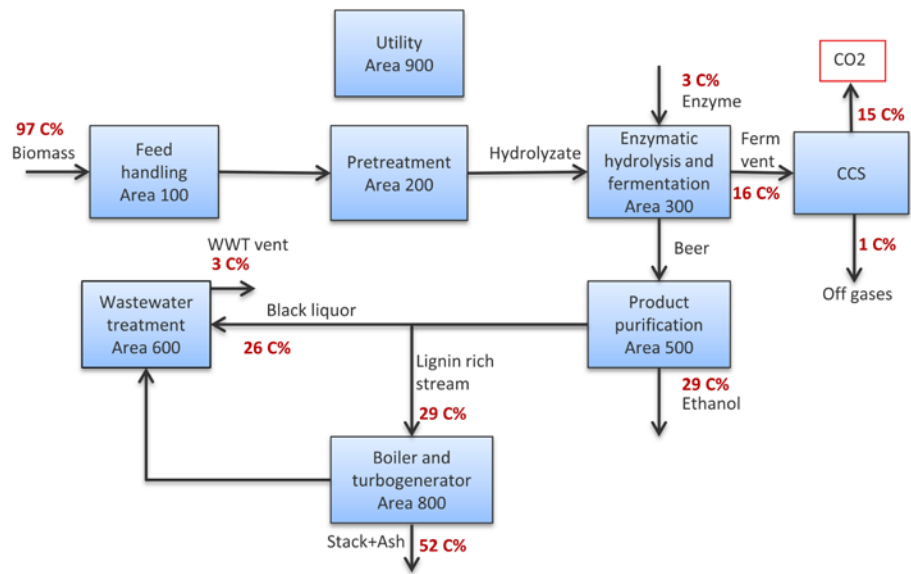 Utility
Area 900
CO2
97 C%
Biomass
Feed
handling
Area 100
Pretreatment
Area 200
Hydrolyzate
3 C%
Enzyme
Enzymatic
hydrolysis and
fermentation
Area 300
Ferm
vent
16 C%
15 C%
CCS
1 C%
Off gases
WWT vent
3 C%
Wastewater
treatment
Area 600
Black liquor
26 C%
Beer
Product
purification
Area 500
Lignin rich
stream
29 C%
29 C%
Ethanol
Boiler and
turbogenerator
Area 800
Stack+Ash
52 C%